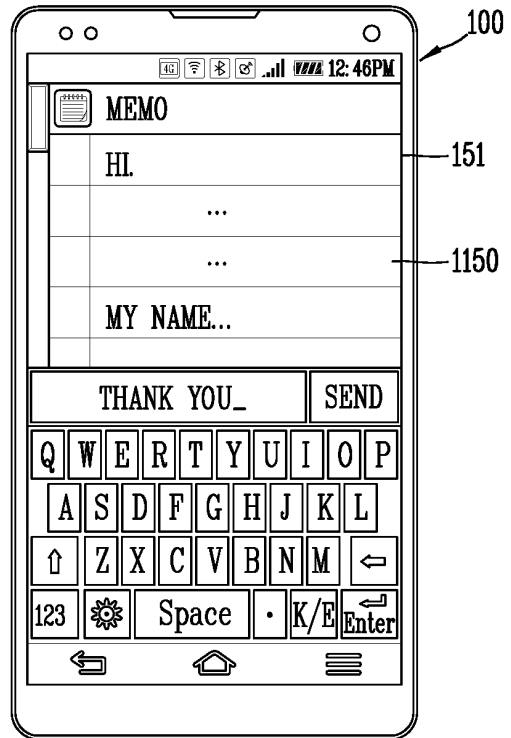 100
4G 12:46PM
MEMO
HI.
151
...
...
1150
MY NAME...
THANK YOU_ SEND
Q W E R T Y U I O P
A S D F G H J K L
Z X C V B N M
123 Space . K/E Enter